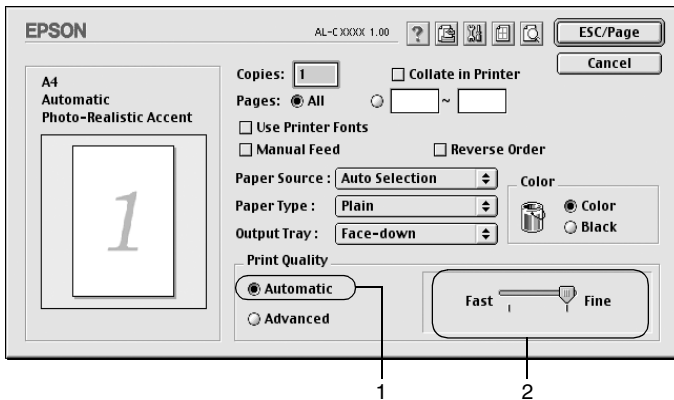 EPSON
AL-CXXXX 1.00
?
ESC/Page
Cancel
A4
Automatic
Photo-Realistic Accent
1
Copies: 1
Collate in Printer
Pages: All ~
Use Printer Fonts
Manual Feed
Reverse Order
Paper Source : Auto Selection
Paper Type : Plain
Output Tray : Face-down
Color
Color
Black
Print Quality
Automatic
Advanced
Fast
Fine
1
2